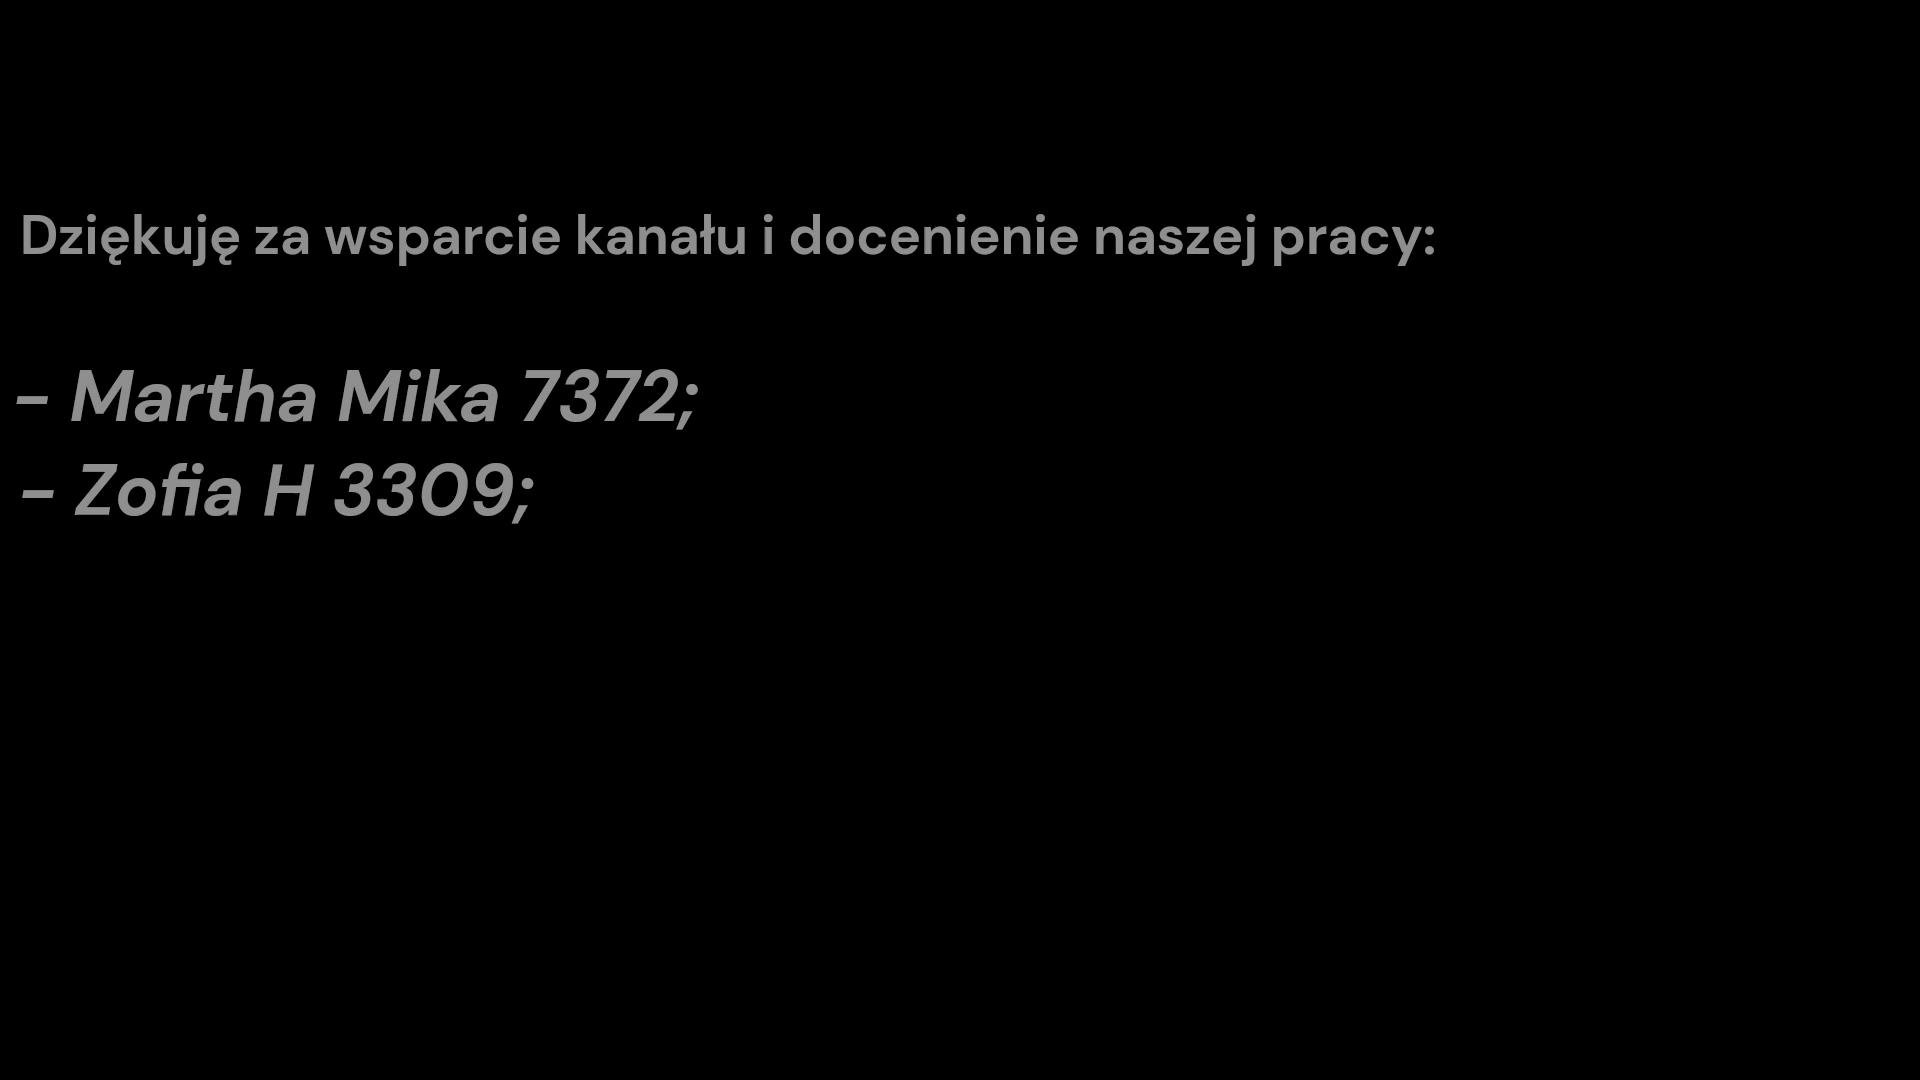 Dziękuję za wsparcie kanału i docenienie naszej pracy:
- Martha Mika 7372;
- Zofia H 3309;